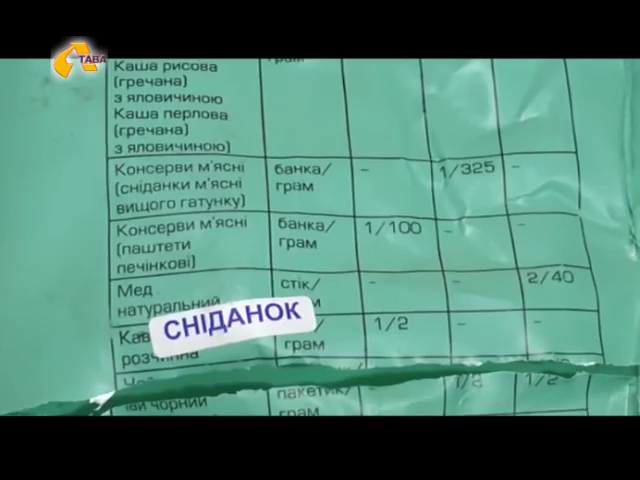 ТАВА
Каша рисова
(гречана)
з яловичиною
Каша перлова
(гречана)
з яловичиною)
Консерви м'ясні банка/ – 1/325 –
(сніданки м'ясні грам
вищого гатунку)
Консерви м'ясні банка/ 1/100 – –
(паштети грам
печінкові)
Мед стік/ – – 2/40
натуральний
СНІДАНОК
1/2 – –
розчинна грам
пакетик/ 1/2 1/2
чорний грам